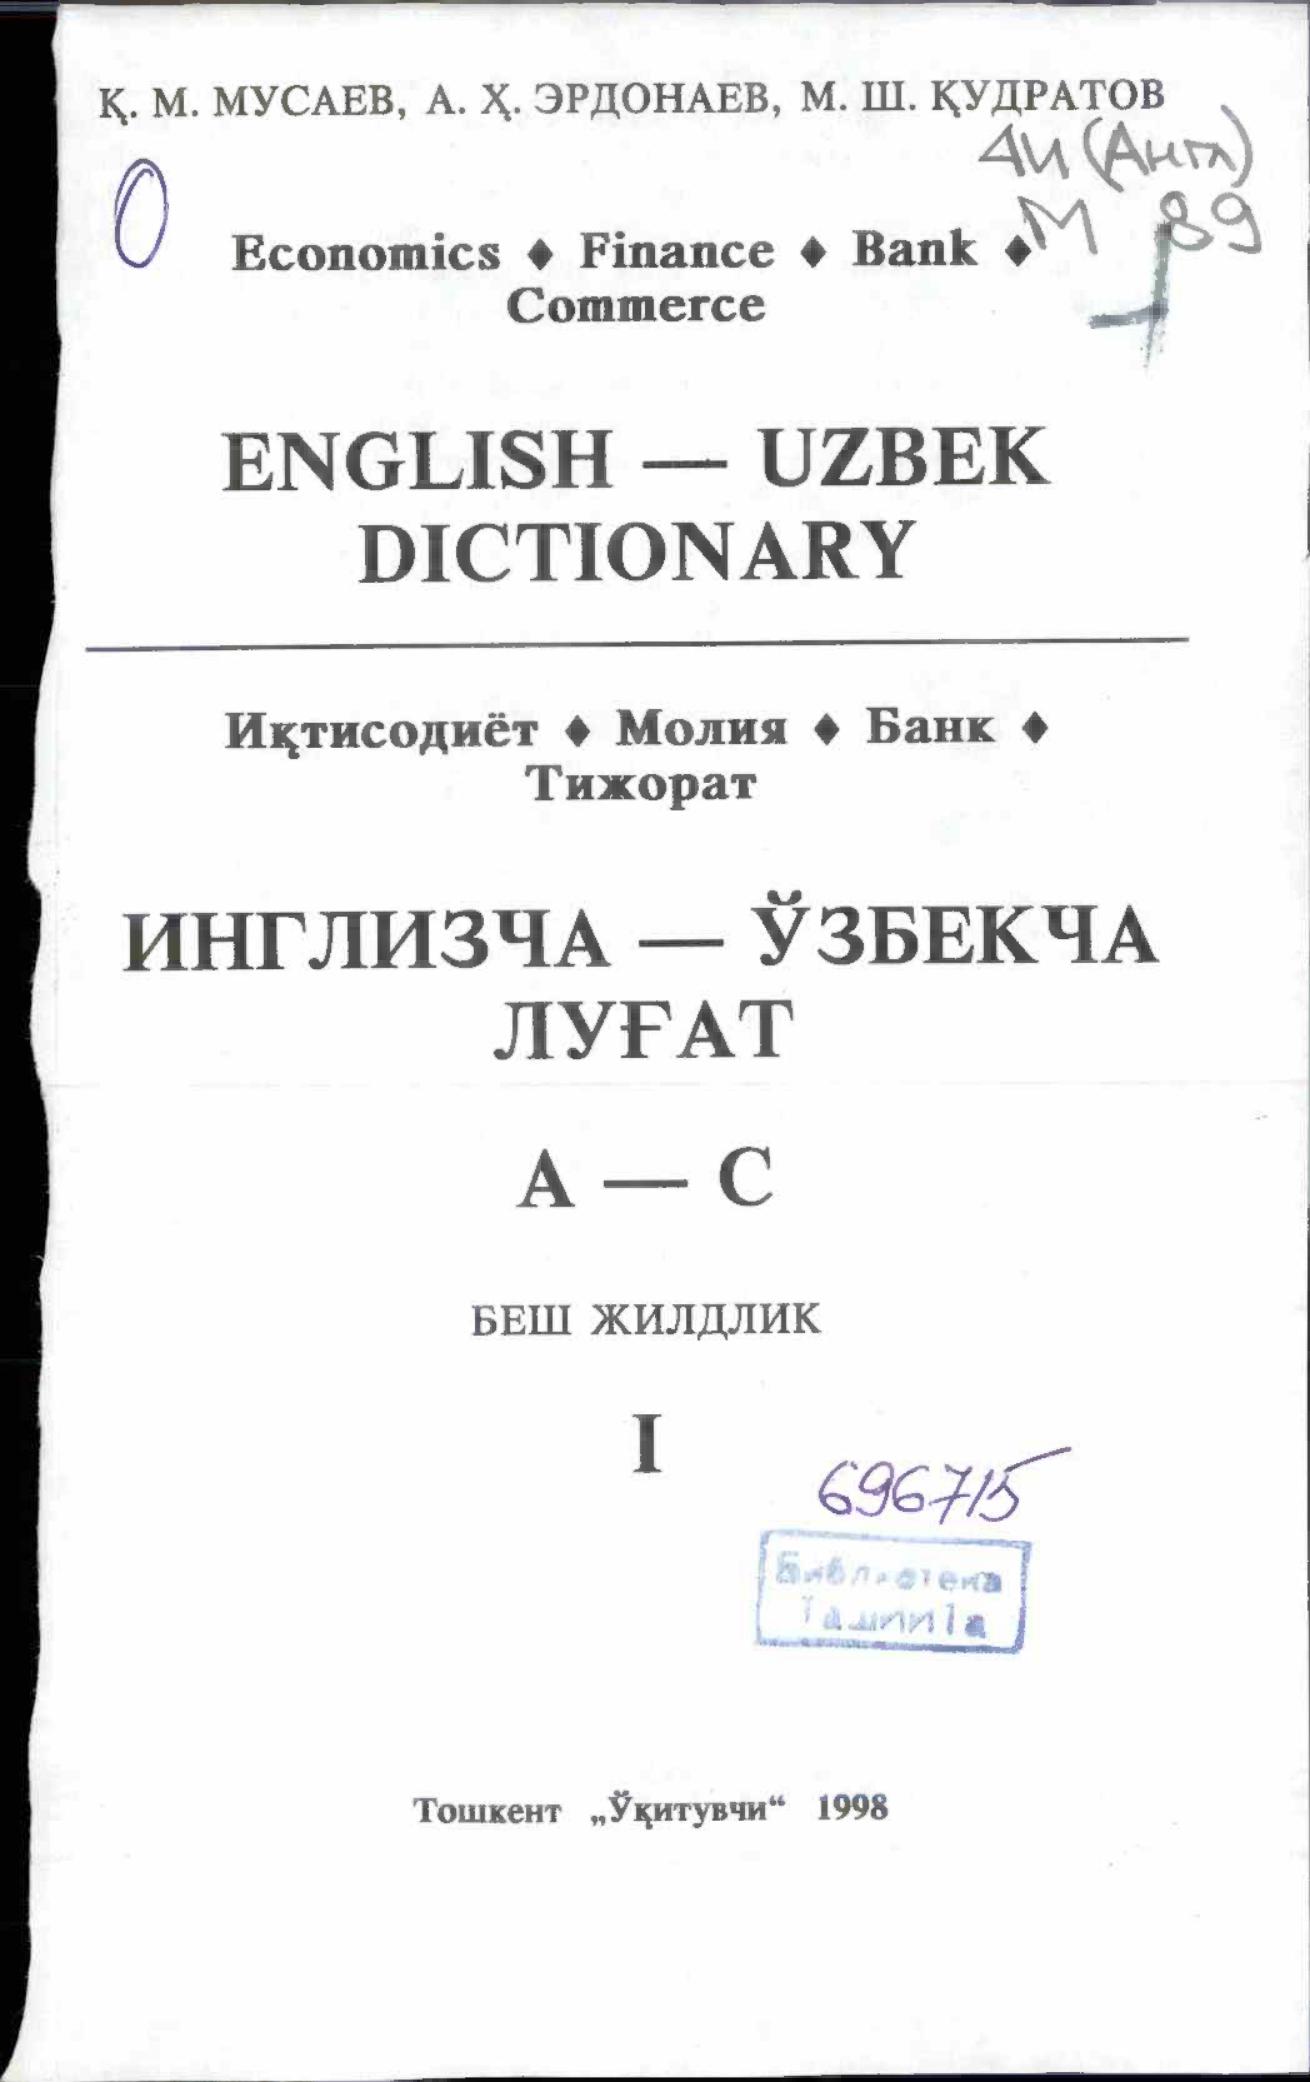 Қ. М. МУСАЕВ, А. Ҳ. ЭРДОНАЕВ, М. Ш. ҚУДРАТОВ
4И (Англ)
М 89
Economics ♦ Finance ♦ Bank ♦
Commerce
ENGLISH — UZBEK
DICTIONARY
Иқтисодиёт ♦ Молия ♦ Банк ♦
Тижорат
ИНГЛИЗЧА — ЎЗБЕКЧА
ЛУҒАТ
A — C
БЕШ ЖИЛДЛИК
I
696715
Библиотека
Тошкент „Ўқитувчи“ 1998